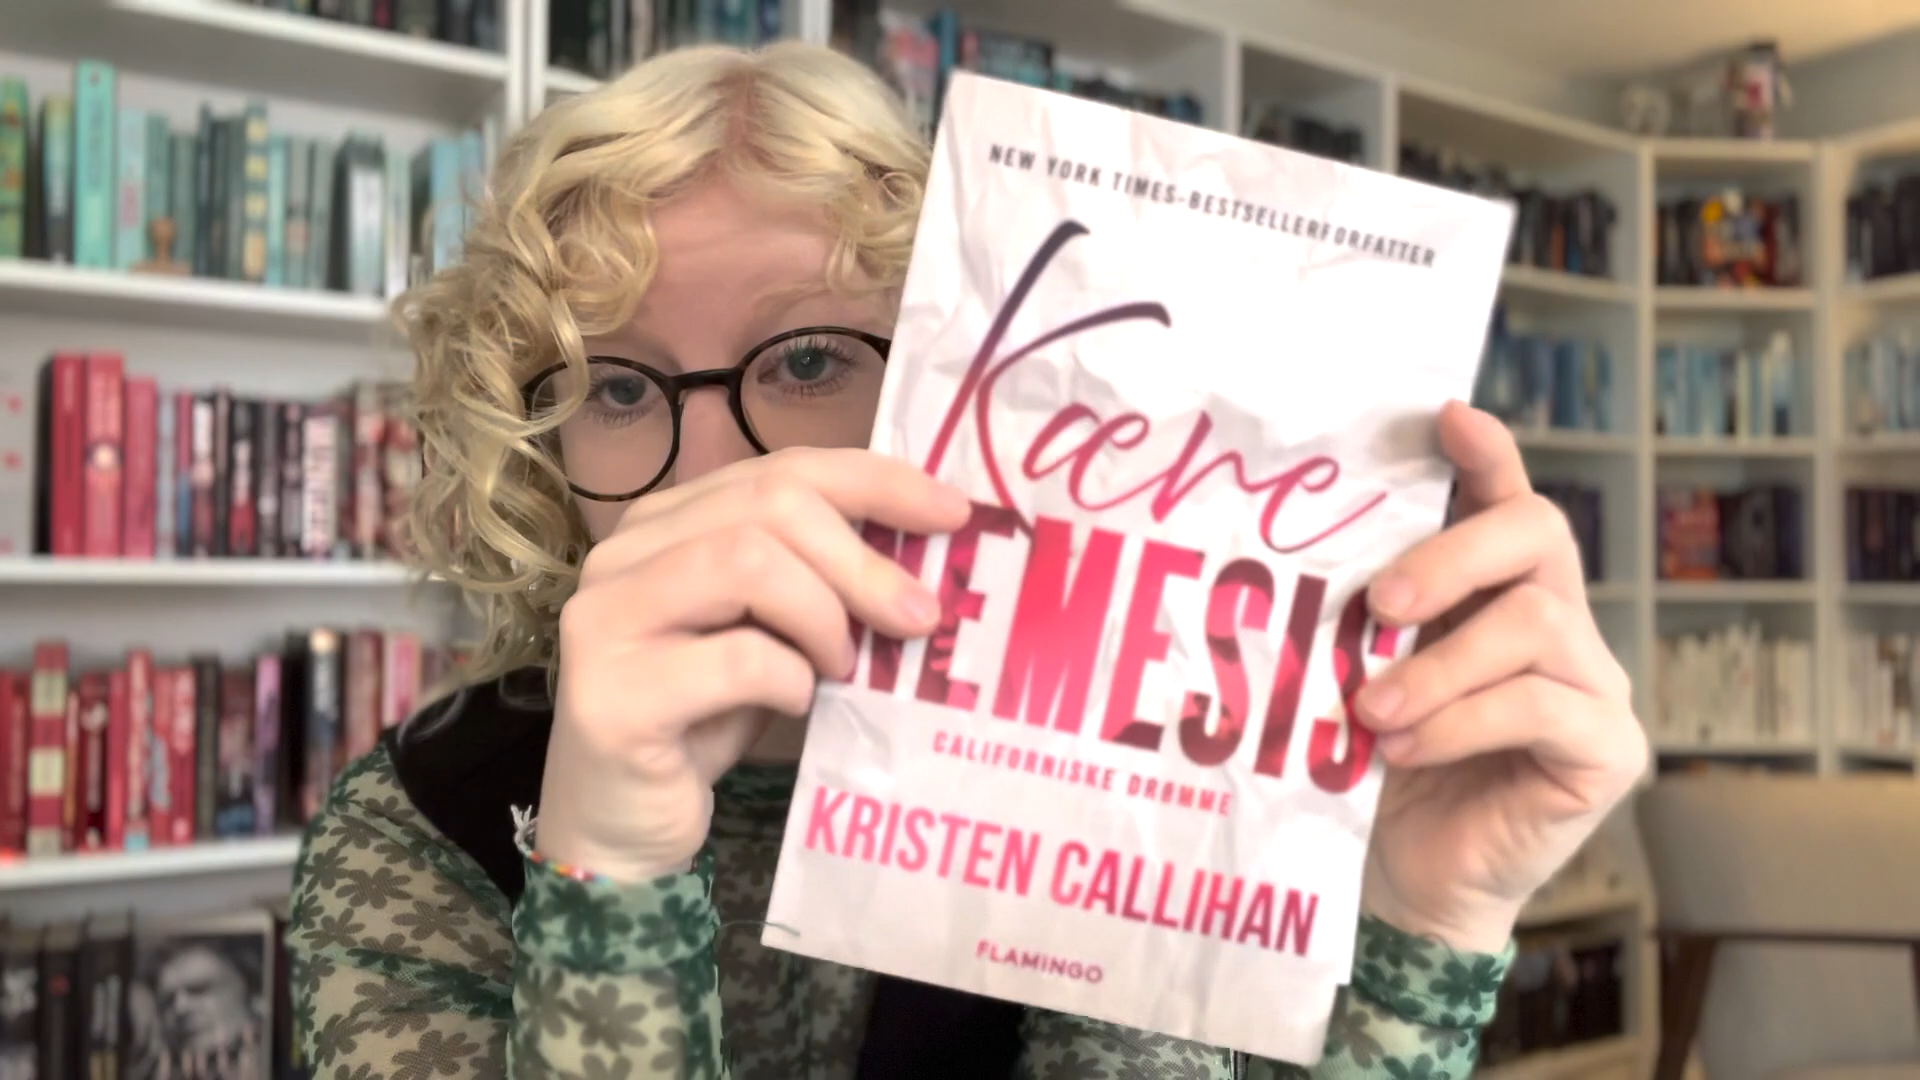 NEW YORK TIMES-BESTSELLERFORFATTER
Kære
NEMESIS
CALIFORNISKE DRØMME
KRISTEN CALLIHAN
FLAMINGO